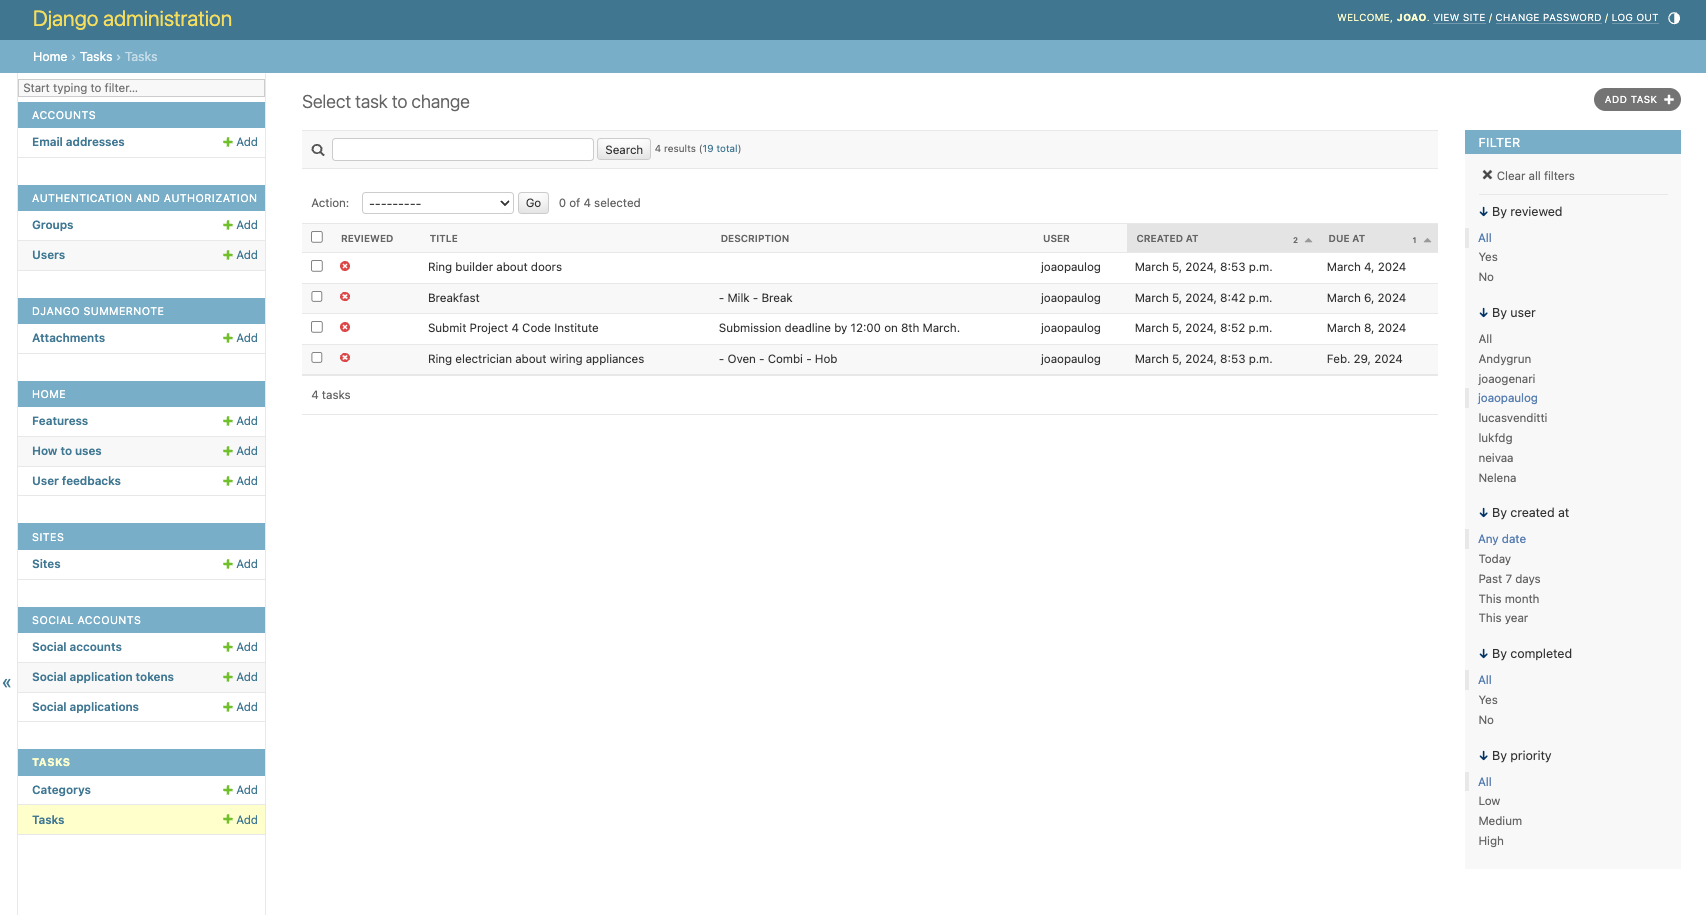 Django administration
WELCOME, JOAO. VIEW SITE / CHANGE PASSWORD / LOG OUT
Home › Tasks › Tasks
Start typing to filter...
ACCOUNTS
Email addresses Add
AUTHENTICATION AND AUTHORIZATION
Groups Add
Users Add
DJANGO SUMMERNOTE
Attachments Add
HOME
Featuress Add
How to uses Add
User feedbacks Add
SITES
Sites Add
SOCIAL ACCOUNTS
Social accounts Add
Social application tokens Add
Social applications Add
TASKS
Categorys Add
Tasks Add
«
Select task to change
ADD TASK
Search 4 results (19 total)
Action: --------- Go 0 of 4 selected
REVIEWED TITLE DESCRIPTION USER CREATED AT 2 DUE AT 1
Ring builder about doors joaopaulog March 5, 2024, 8:53 p.m. March 4, 2024
Breakfast - Milk - Break joaopaulog March 5, 2024, 8:42 p.m. March 6, 2024
Submit Project 4 Code Institute Submission deadline by 12:00 on 8th March. joaopaulog March 5, 2024, 8:52 p.m. March 8, 2024
Ring electrician about wiring appliances - Oven - Combi - Hob joaopaulog March 5, 2024, 8:53 p.m. Feb. 29, 2024
4 tasks
FILTER
Clear all filters
By reviewed
All
Yes
No
By user
All
Andygrun
joaogenari
joaopaulog
lucasvenditti
lukfdg
neivaa
Nelena
By created at
Any date
Today
Past 7 days
This month
This year
By completed
All
Yes
No
By priority
All
Low
Medium
High